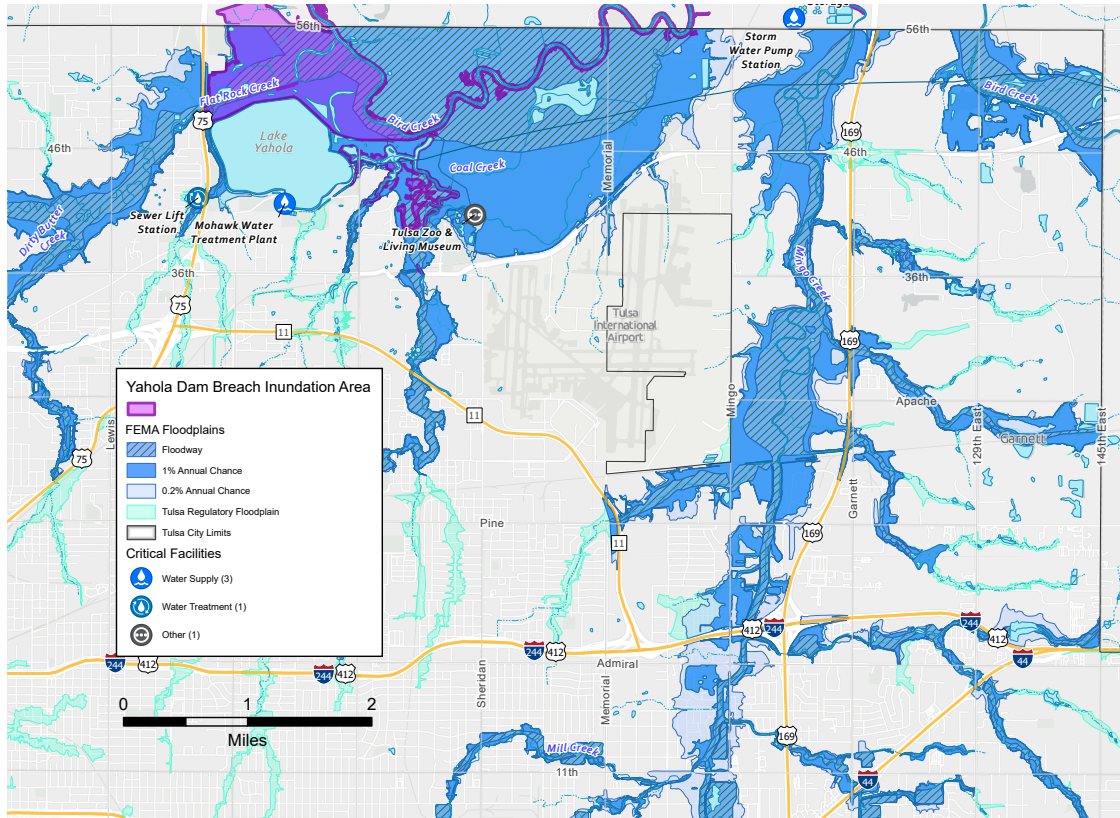 56th
Storm
Water Pump
Station
56th
Flat Rock Creek
75
Bird Creek
Bird Creek
Lake
Yahola
169
46th
46th
Memorial
Coal Creek
Sewer Lift
Station
Mohawk Water
Treatment Plant
Tulsa Zoo &
Living Museum
Dirty Butter
Creek
36th
Mingo Creek
36th
75
Tulsa
International
Airport
11
169
Yahola Dam Breach Inundation Area
FEMA Floodplains
Floodway
1% Annual Chance
0.2% Annual Chance
Tulsa Regulatory Floodplain
Tulsa City Limits
Critical Facilities
Water Supply (3)
Water Treatment (1)
Other (1)
Lewis
75
11
Mingo
Apache
Garnett
129th East
145th East
Garnett
Pine
11
169
244
412
244
412
244
412
412
244
244
412
44
Admiral
Sheridan
Memorial
0 1 2
Miles
Mill Creek
11th
169
44